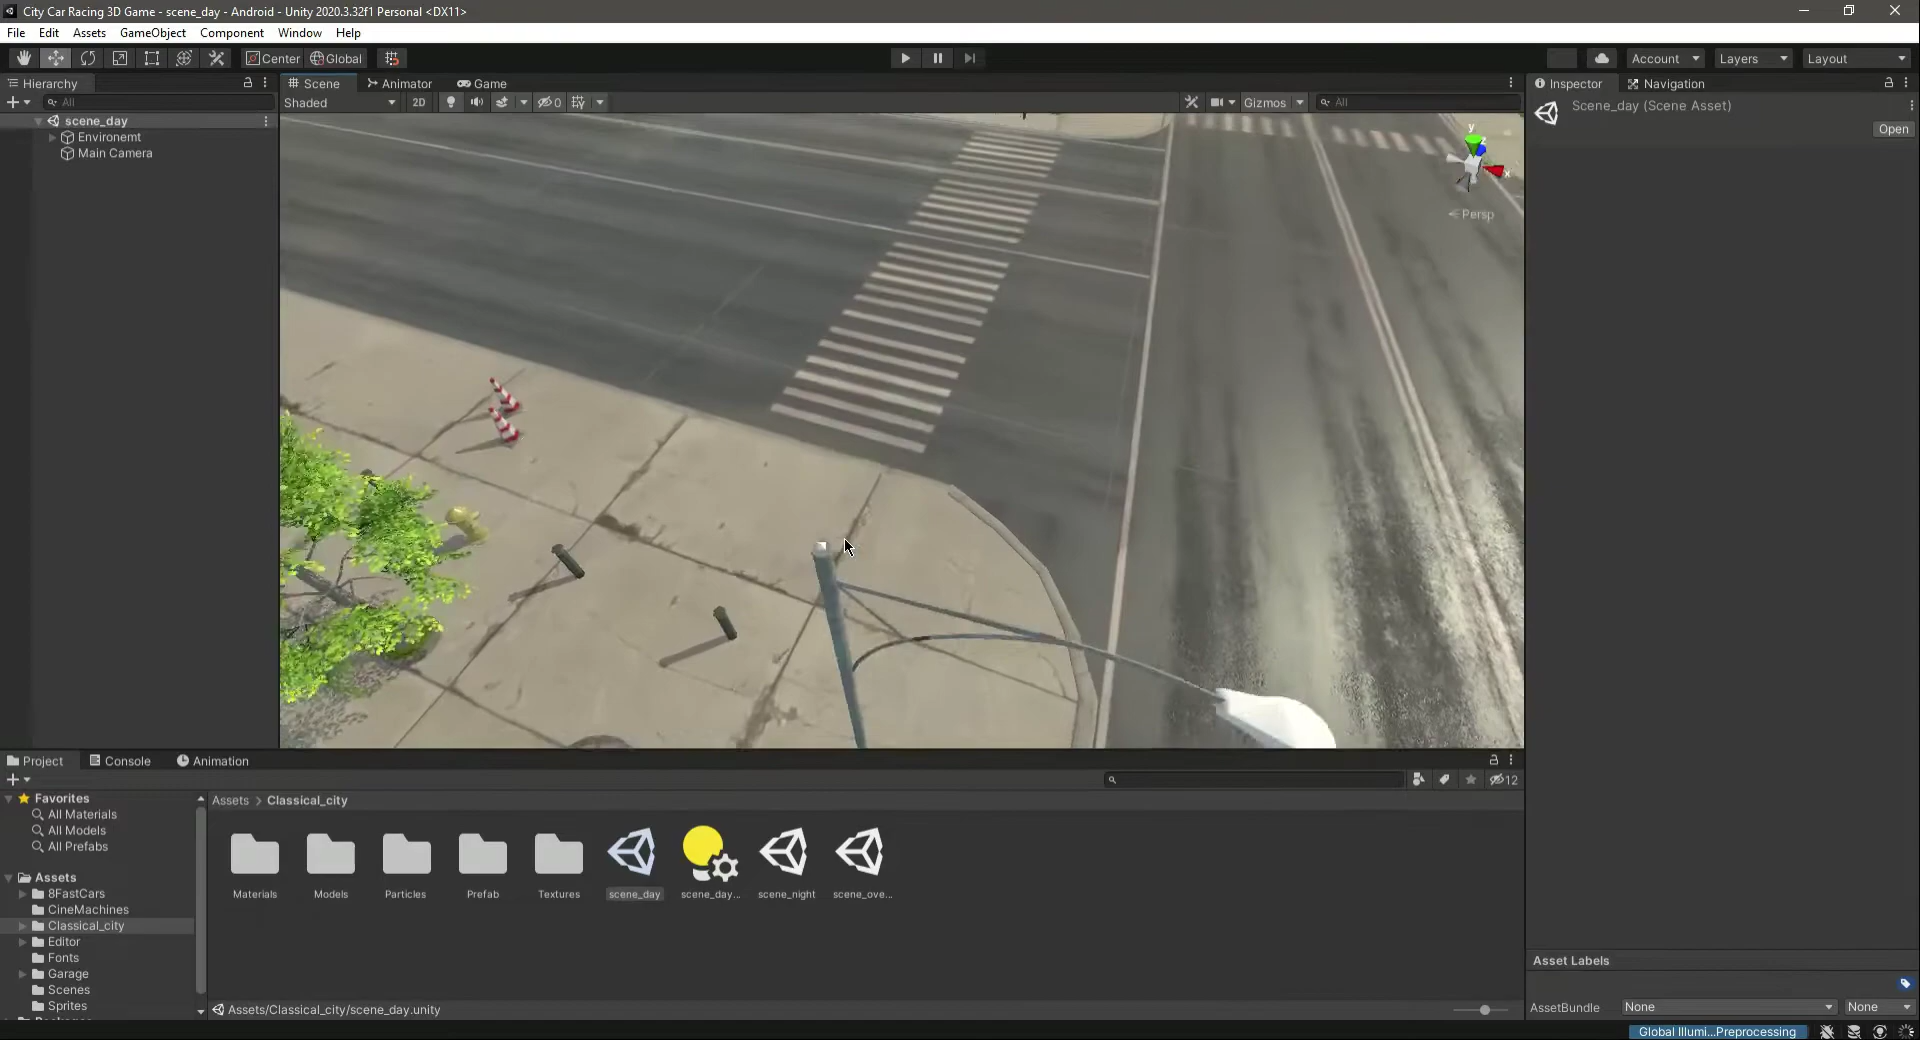 City Car Racing 3D Game - scene_day - Android - Unity 2020.3.32f1 Personal <DX11>
File Edit Assets GameObject Component Window Help
Center Global Account Layers Layout
Hierarchy
All
scene_day
Environemt
Main Camera
Scene Animator Game
Shaded 2D 0 Gizmos All
y
x
Persp
Inspector Navigation
Scene_day (Scene Asset)
Open
Project Console Animation
12
Favorites
All Materials
All Models
All Prefabs
Assets
8FastCars
CineMachines
Classical_city
Editor
Fonts
Garage
Scenes
Sprites
Assets > Classical_city
Materials Models Particles Prefab Textures scene_day scene_day... scene_night scene_ove...
Assets/Classical_city/scene_day.unity
Asset Labels
AssetBundle None None
Global Illumi...Preprocessing